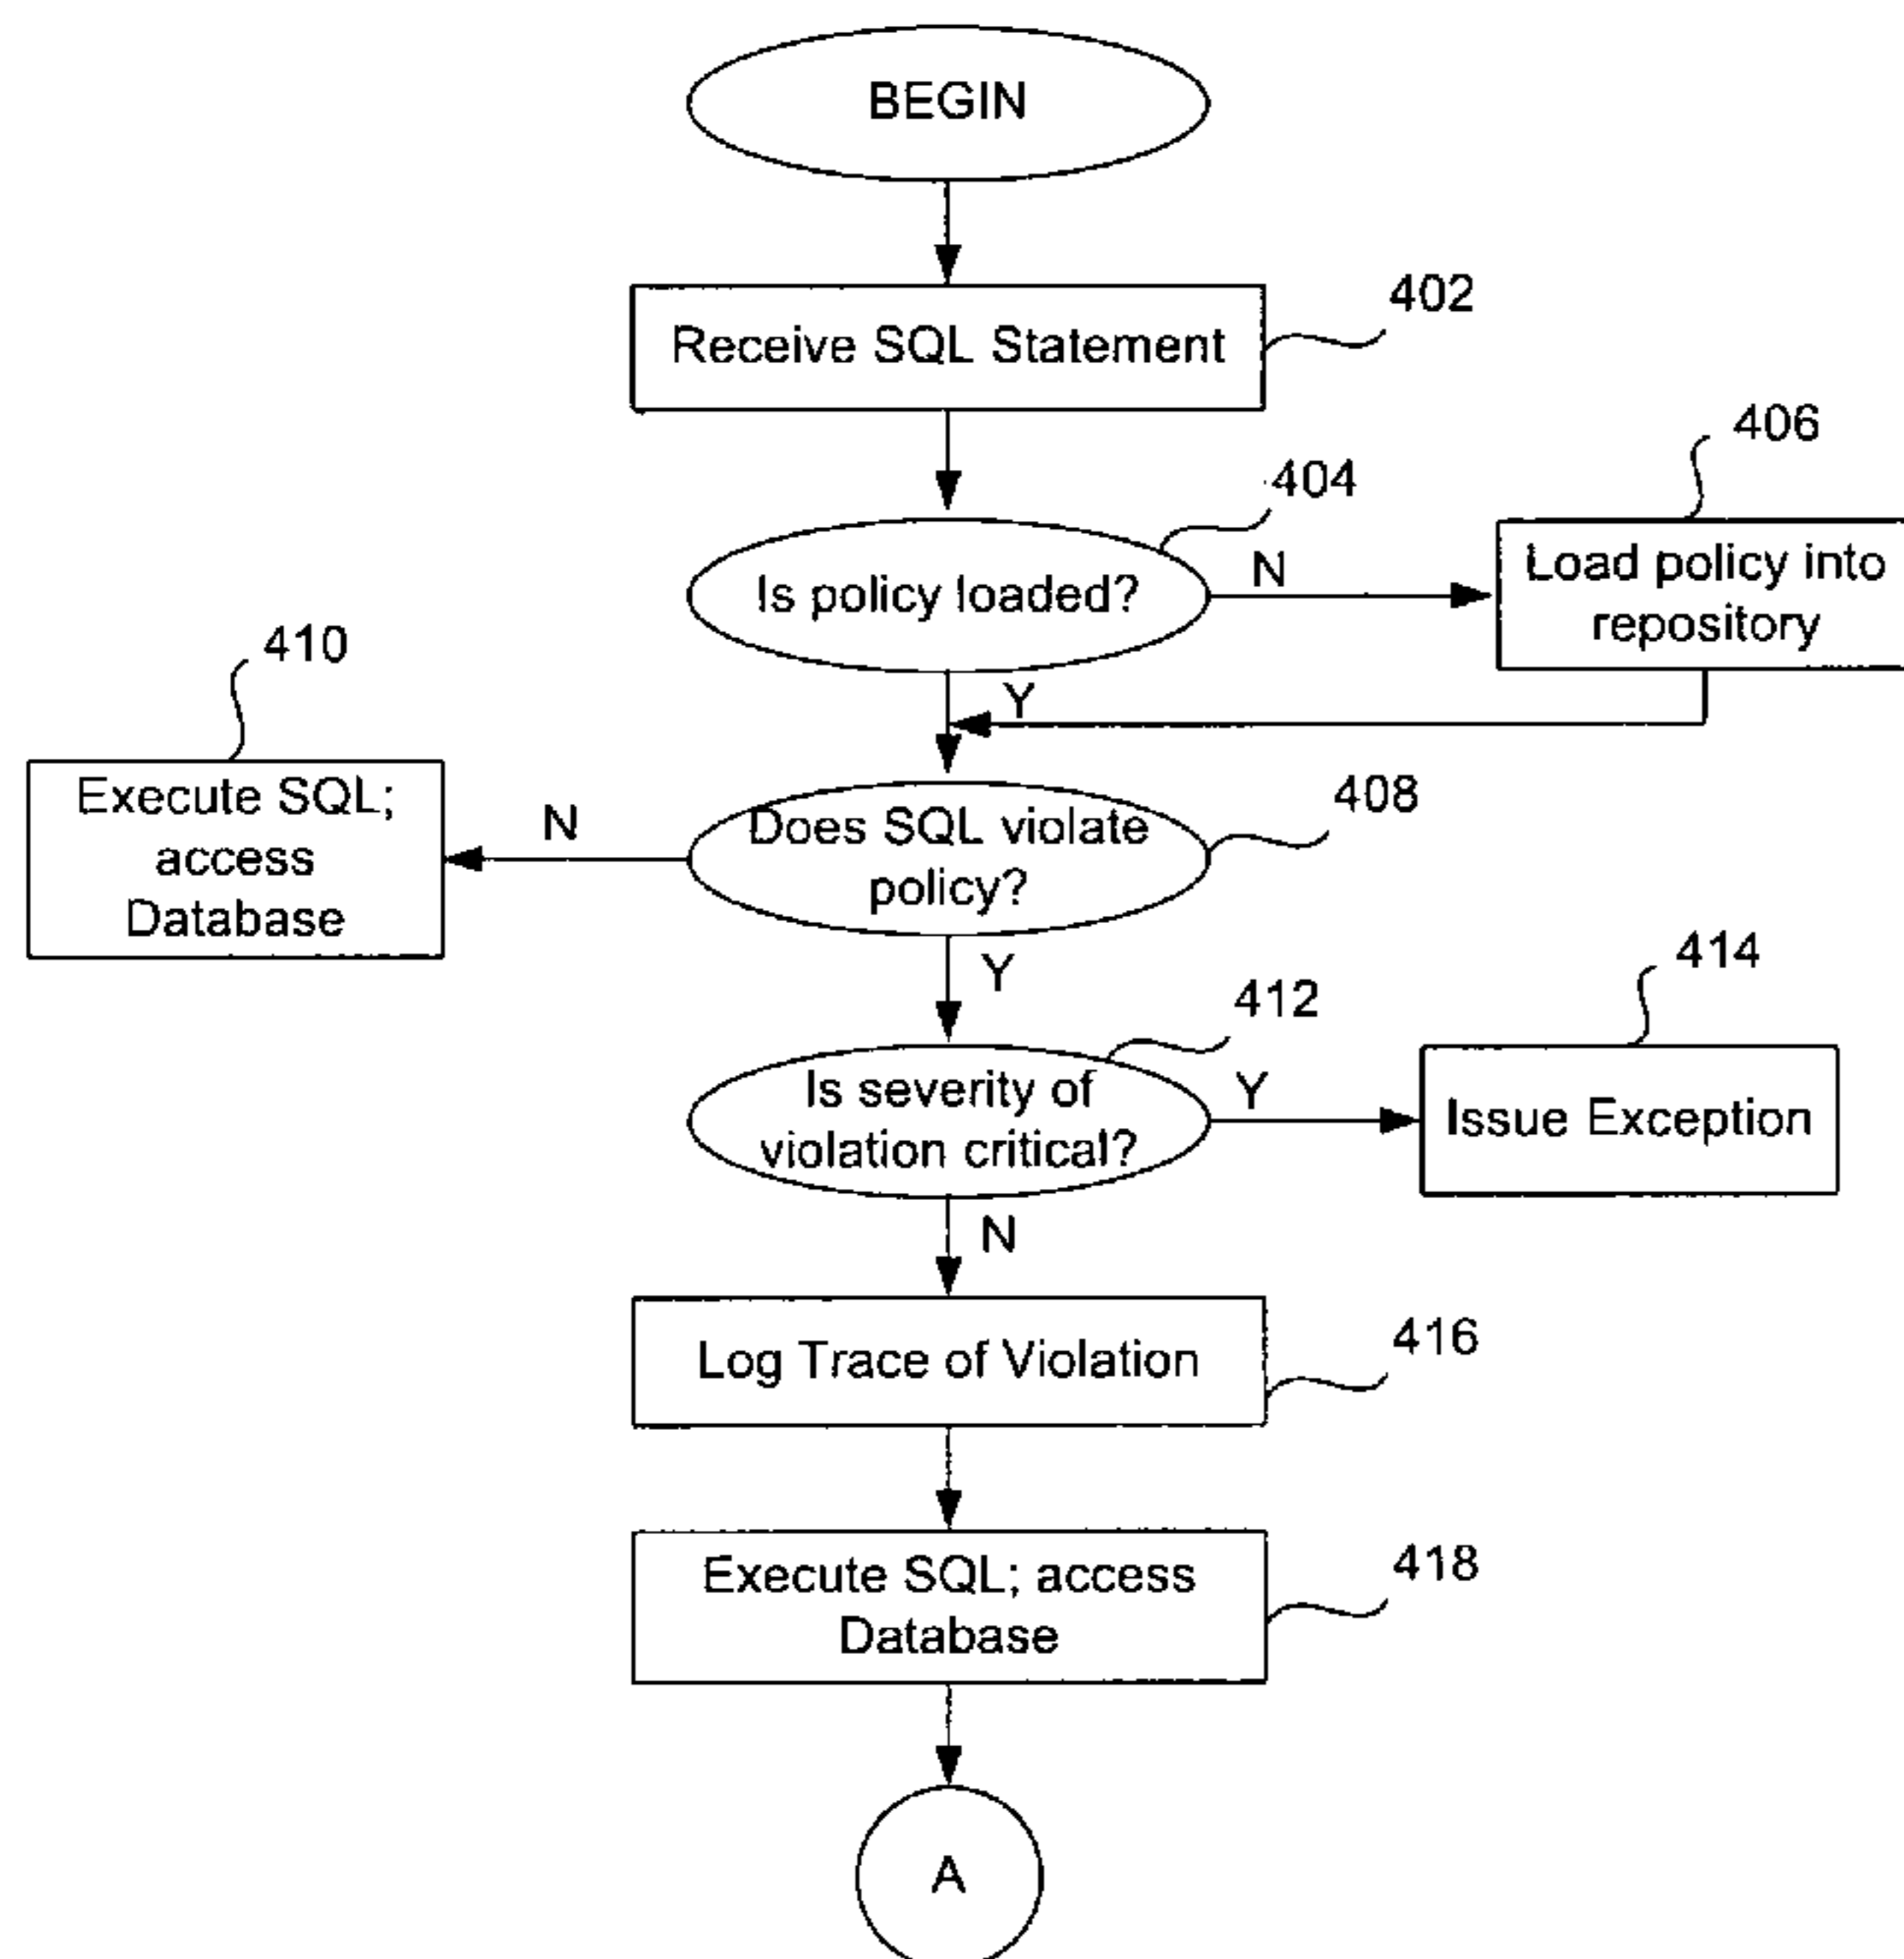 BEGIN
402
Receive SQL Statement
406
404
Is policy loaded?
N
Load policy into
repository
Y
410
Execute SQL;
access
Database
N
408
Does SQL violate
policy?
Y
414
412
Is severity of
violation critical?
Y
Issue Exception
N
416
Log Trace of Violation
418
Execute SQL; access
Database
A